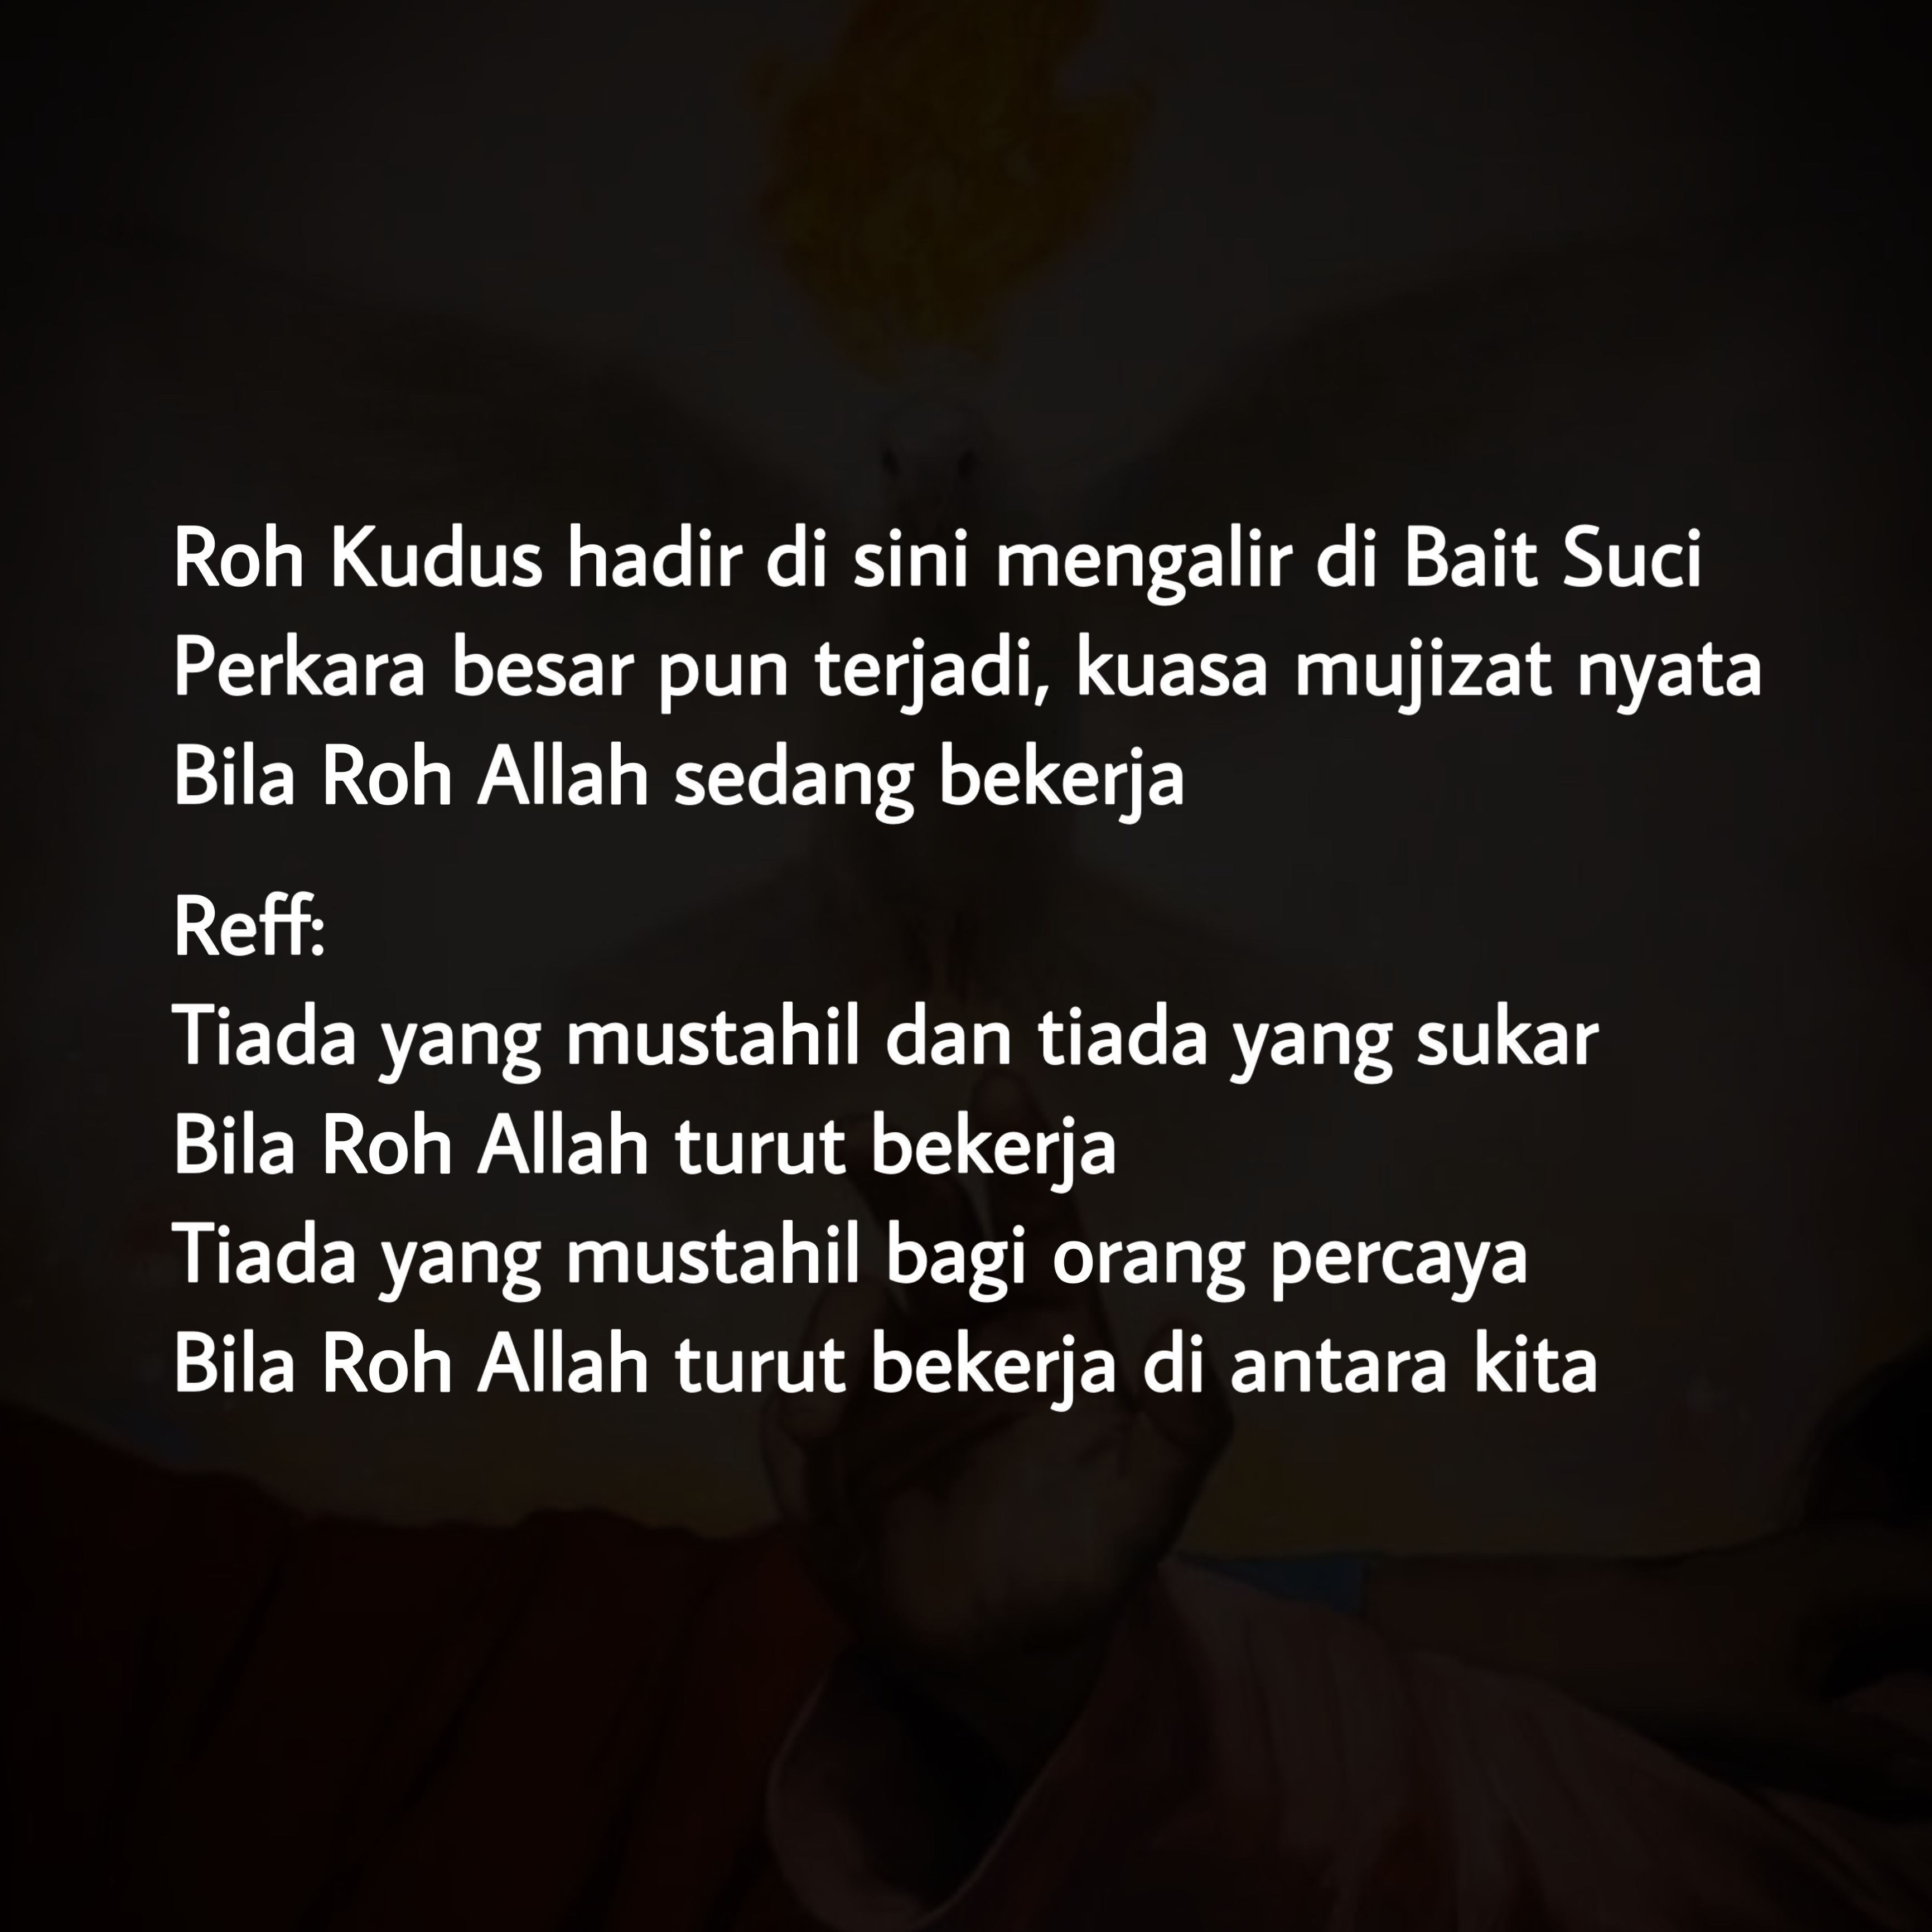 Roh Kudus hadir di sini mengalir di Bait Suci
Perkara besar pun terjadi, kuasa mujizat nyata
Bila Roh Allah sedang bekerja
Reff:
Tiada yang mustahil dan tiada yang sukar
Bila Roh Allah turut bekerja
Tiada yang mustahil bagi orang percaya
Bila Roh Allah turut bekerja di antara kita